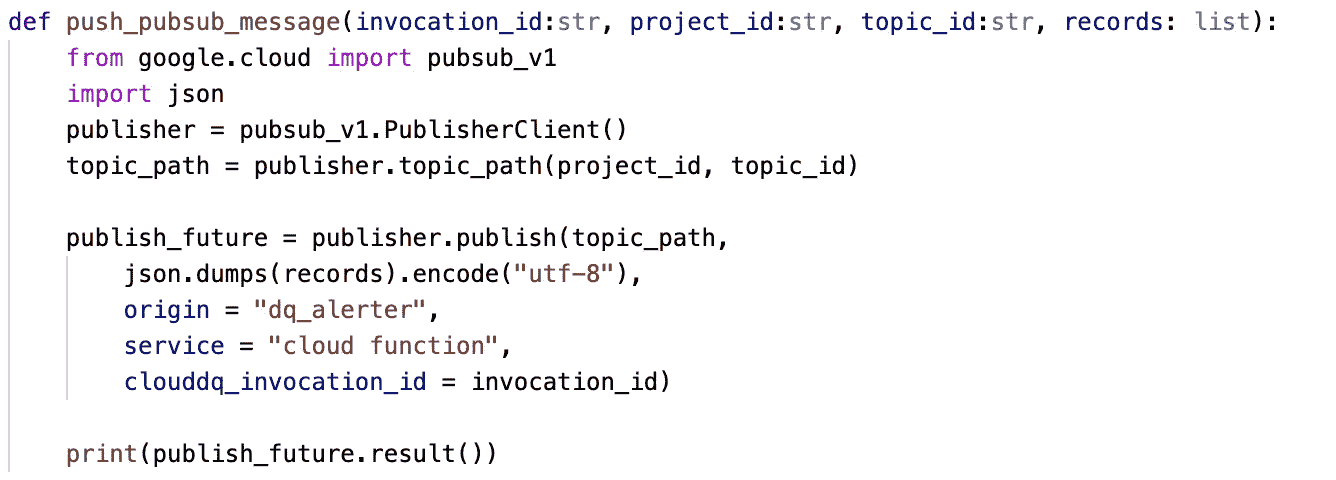 def push_pubsub_message(invocation_id:str, project_id:str, topic_id:str, records: list):
from google.cloud import pubsub_v1
import json
publisher = pubsub_v1.PublisherClient()
topic_path = publisher.topic_path(project_id, topic_id)
publish_future = publisher.publish(topic_path,
json.dumps(records).encode("utf-8"),
origin = "dq_alerter",
service = "cloud function",
clouddq_invocation_id = invocation_id)
print(publish_future.result())